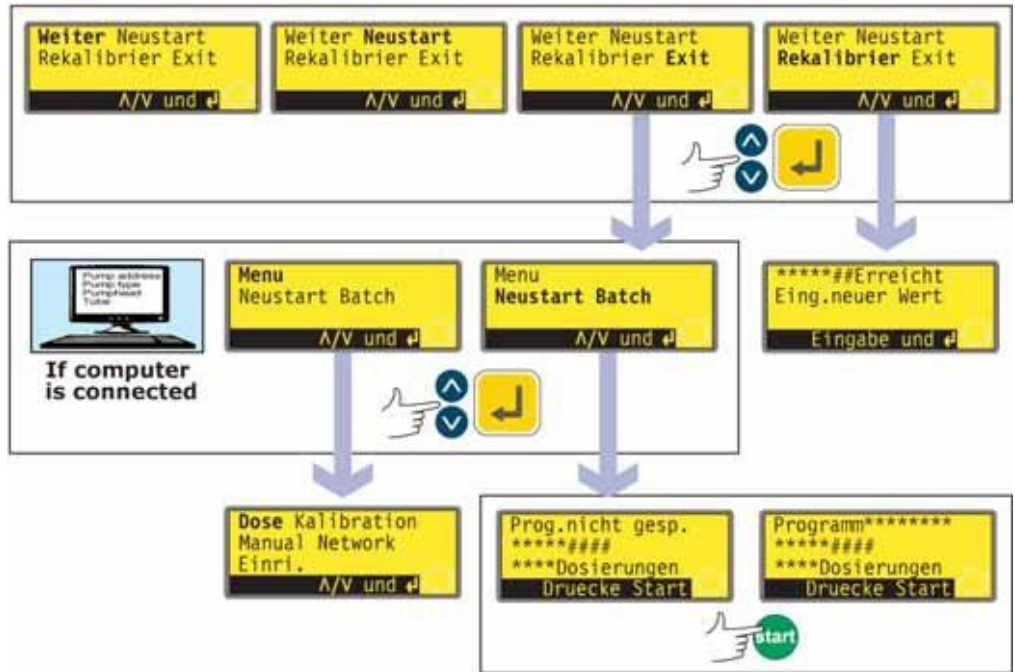 Weiter Neustart
Rekalibrier Exit
Λ/V und ↵
Weiter Neustart
Rekalibrier Exit
Λ/V und ↵
Weiter Neustart
Rekalibrier Exit
Λ/V und ↵
Weiter Neustart
Rekalibrier Exit
Λ/V und ↵
Pump address
Pump type
Pumphead
Tube
If computer
is connected
Menu
Neustart Batch
Λ/V und ↵
Menu
Neustart Batch
Λ/V und ↵
*****##Erreicht
Eing.neuer Wert
Eingabe und ↵
Dose Kalibration
Manual Network
Einri.
Λ/V und ↵
Prog.nicht gesp.
*****####
****Dosierungen
Druecke Start
Programm********
*****####
****Dosierungen
Druecke Start
start